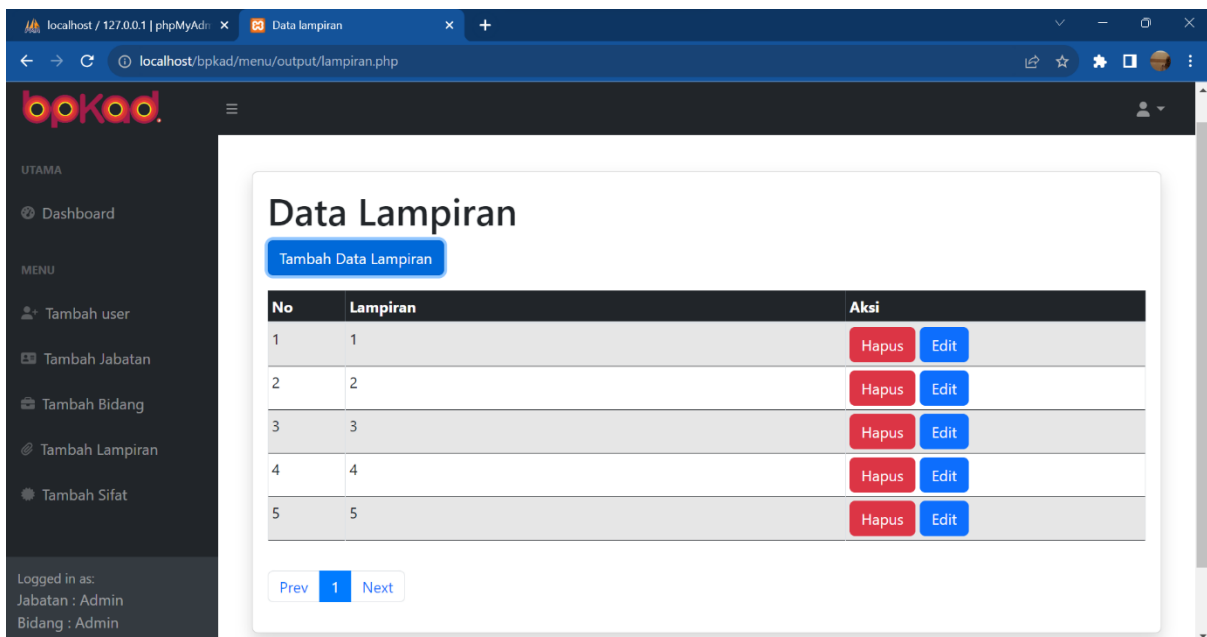 localhost / 127.0.0.1 | phpMyAdn
Data lampiran
localhost/bpkad/menu/output/lampiran.php
bpkad.
UTAMA
Dashboard
MENU
Tambah user
Tambah Jabatan
Tambah Bidang
Tambah Lampiran
Tambah Sifat
Logged in as:
Jabatan : Admin
Bidang : Admin
Data Lampiran
Tambah Data Lampiran
No Lampiran Aksi
1 1 Hapus Edit
2 2 Hapus Edit
3 3 Hapus Edit
4 4 Hapus Edit
5 5 Hapus Edit
Prev 1 Next